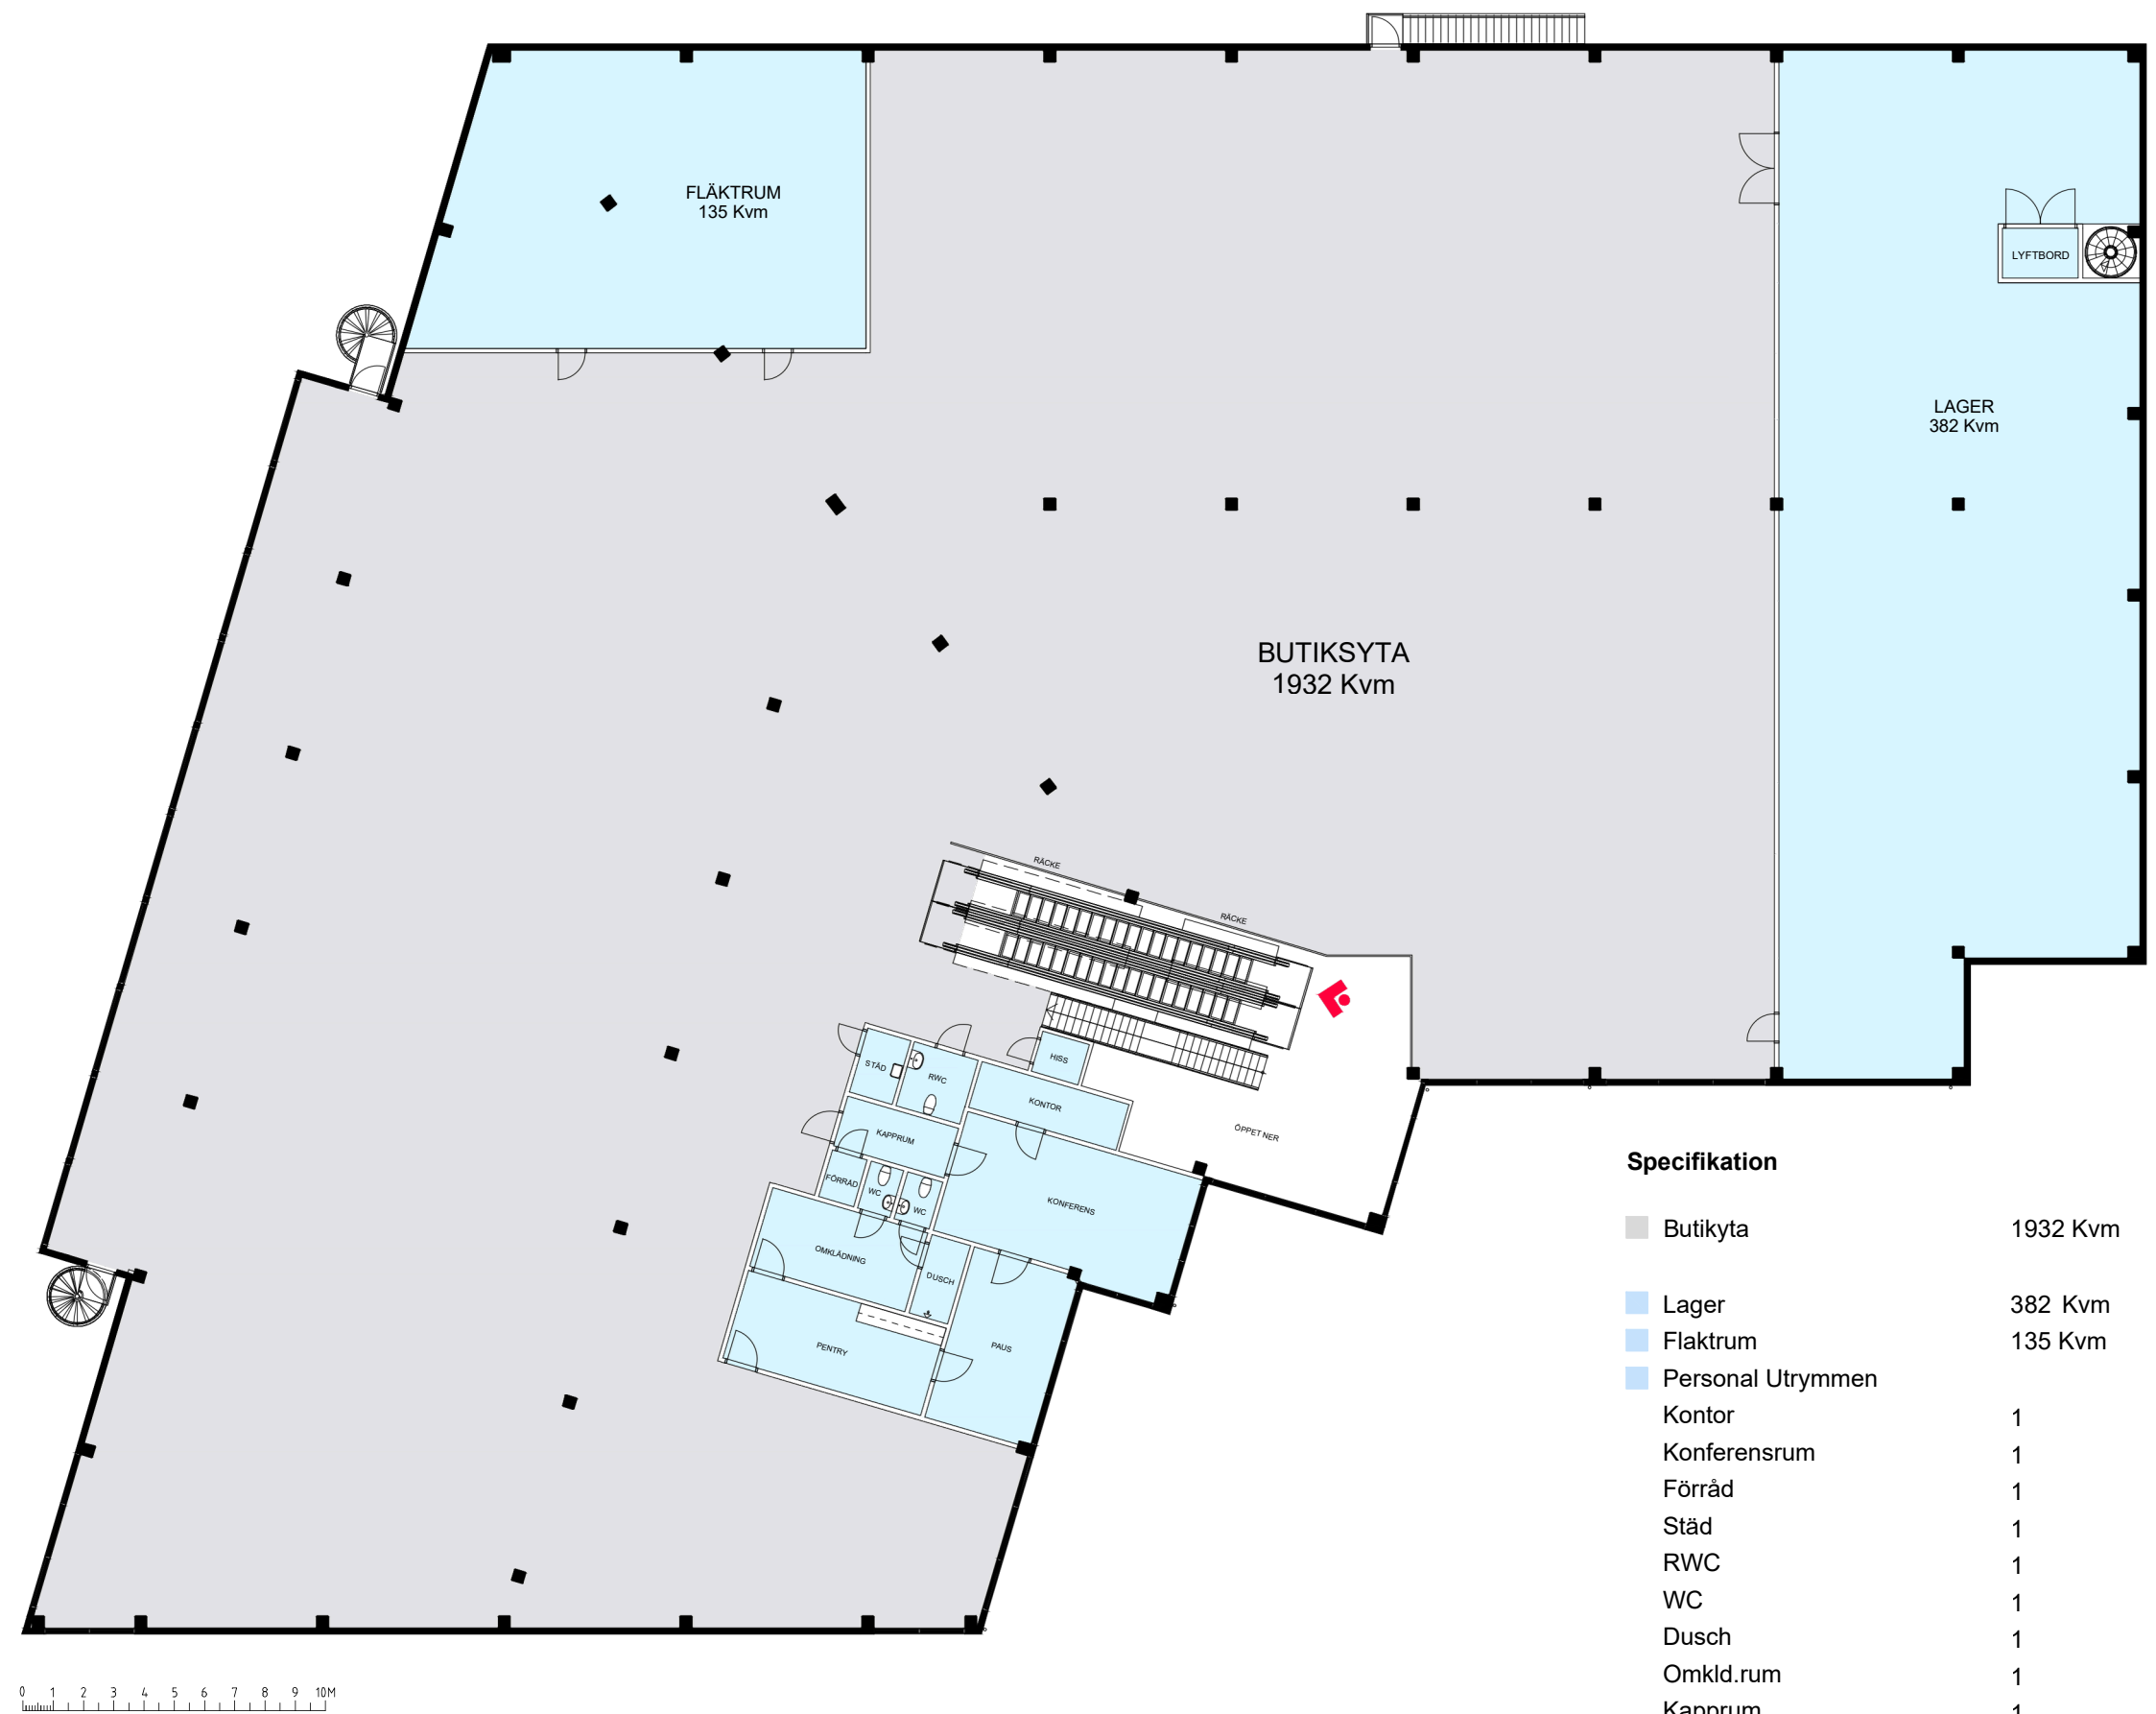 FLÄKTRUM
135 Kvm
LYFTBORD
LAGER
382 Kvm
BUTIKSYTA
1932 Kvm
RÄCKE
RÄCKE
STÄD
RWC
HISS
KONTOR
KAPPRUM
ÖPPET NER
FÖRRÅD
WC
WC
KONFERENS
OMKLÄDNING
DUSCH
PENTRY
PAUS
Specifikation
Butikyta 1932 Kvm
Lager 382 Kvm
Flaktrum 135 Kvm
Personal Utrymmen
Kontor 1
Konferensrum 1
Förråd 1
Städ 1
RWC 1
WC 1
Dusch 1
Omkld.rum 1
Kapprum 1
0 1 2 3 4 5 6 7 8 9 10M